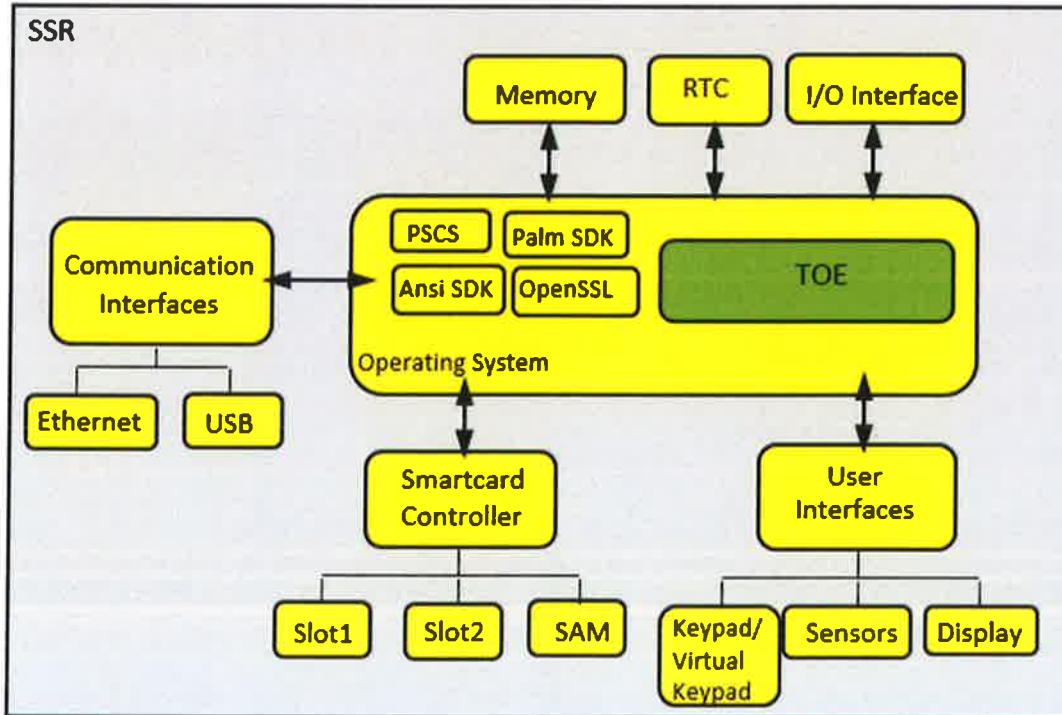 SSR
Memory
RTC
I/O Interface
PSCS
Palm SDK
Ansi SDK
OpenSSL
TOE
Operating System
Communication
Interfaces
Ethernet
USB
Smartcard
Controller
Slot1
Slot2
SAM
User
Interfaces
Keypad/
Virtual
Keypad
Sensors
Display